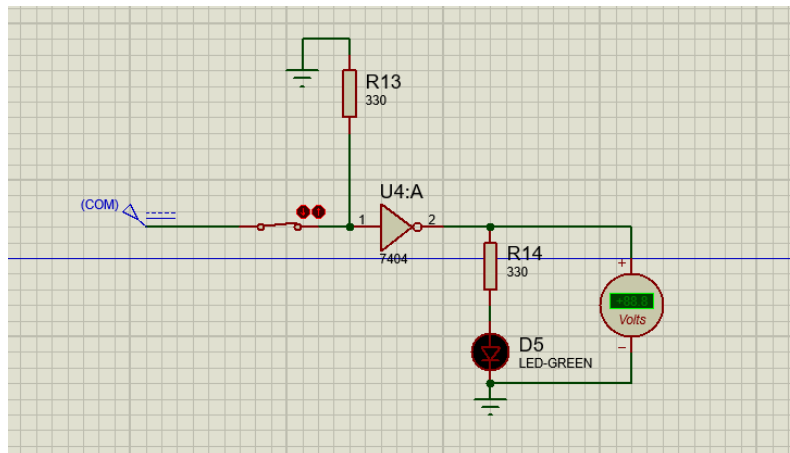 R13
330
(COM)
U4:A
1
2
7404
R14
330
+
+88.8
Volts
−
D5
LED-GREEN